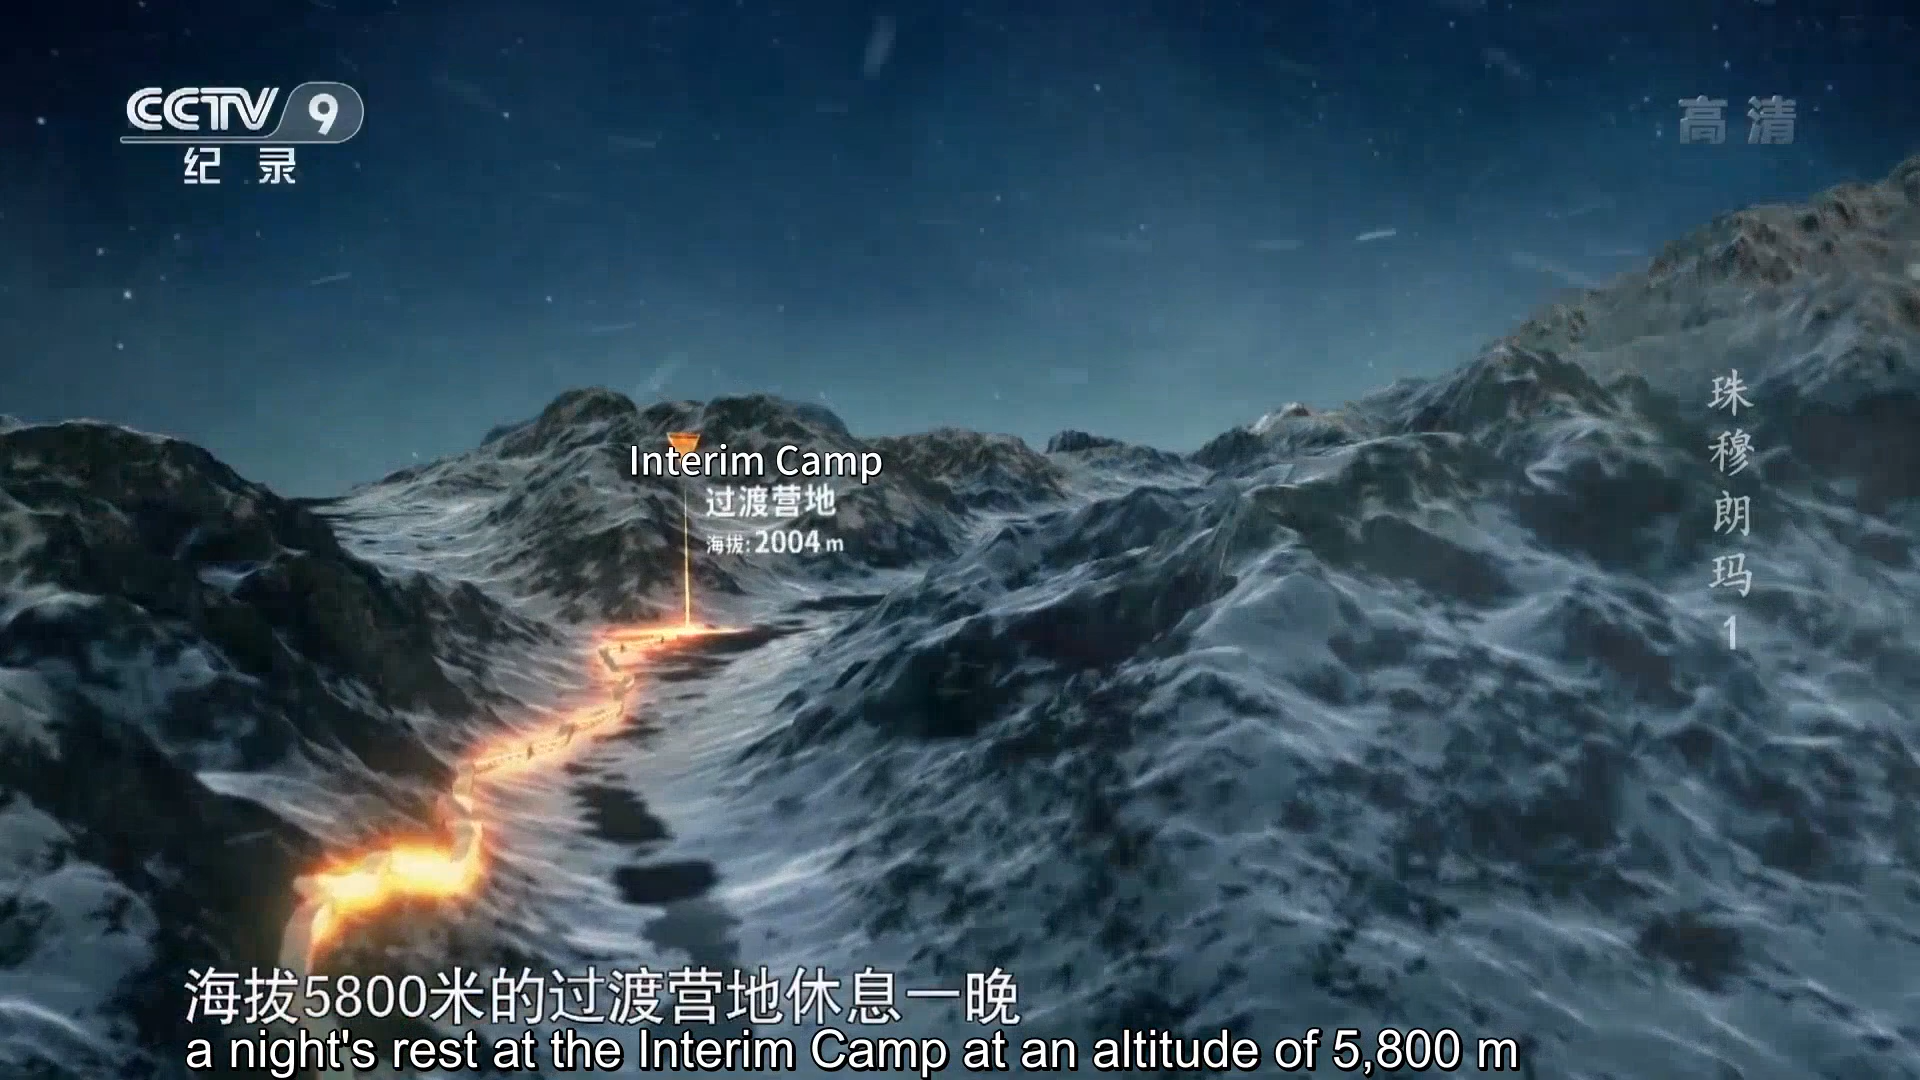 CCTV 9
纪 录
高 清
珠穆朗玛1
Interim Camp
过渡营地
海拔:2004m
海拔5800米的过渡营地休息一晚
a night's rest at the Interim Camp at an altitude of 5,800 m